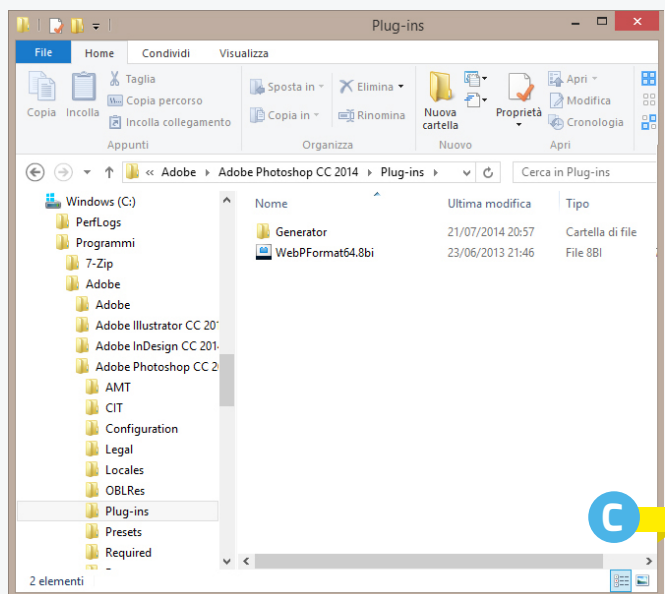 Plug-ins
File Home Condividi Visualizza
Copia
Incolla
Taglia
Copia percorso
Incolla collegamento
Appunti
Sposta in
Copia in
Elimina
Rinomina
Organizza
Nuova
cartella
Nuovo
Proprietà
Apri
Modifica
Cronologia
Apri
« Adobe Adobe Photoshop CC 2014 Plug-ins
Cerca in Plug-ins
Windows (C:)
PerfLogs
Programmi
7-Zip
Adobe
Adobe
Adobe Illustrator CC 201
Adobe InDesign CC 201
Adobe Photoshop CC 2
AMT
CIT
Configuration
Legal
Locales
OBLRes
Plug-ins
Presets
Required
Nome Ultima modifica Tipo
Generator 21/07/2014 20:57 Cartella di file
WebPFormat64.8bi 23/06/2013 21:46 File 8BI
C
2 elementi